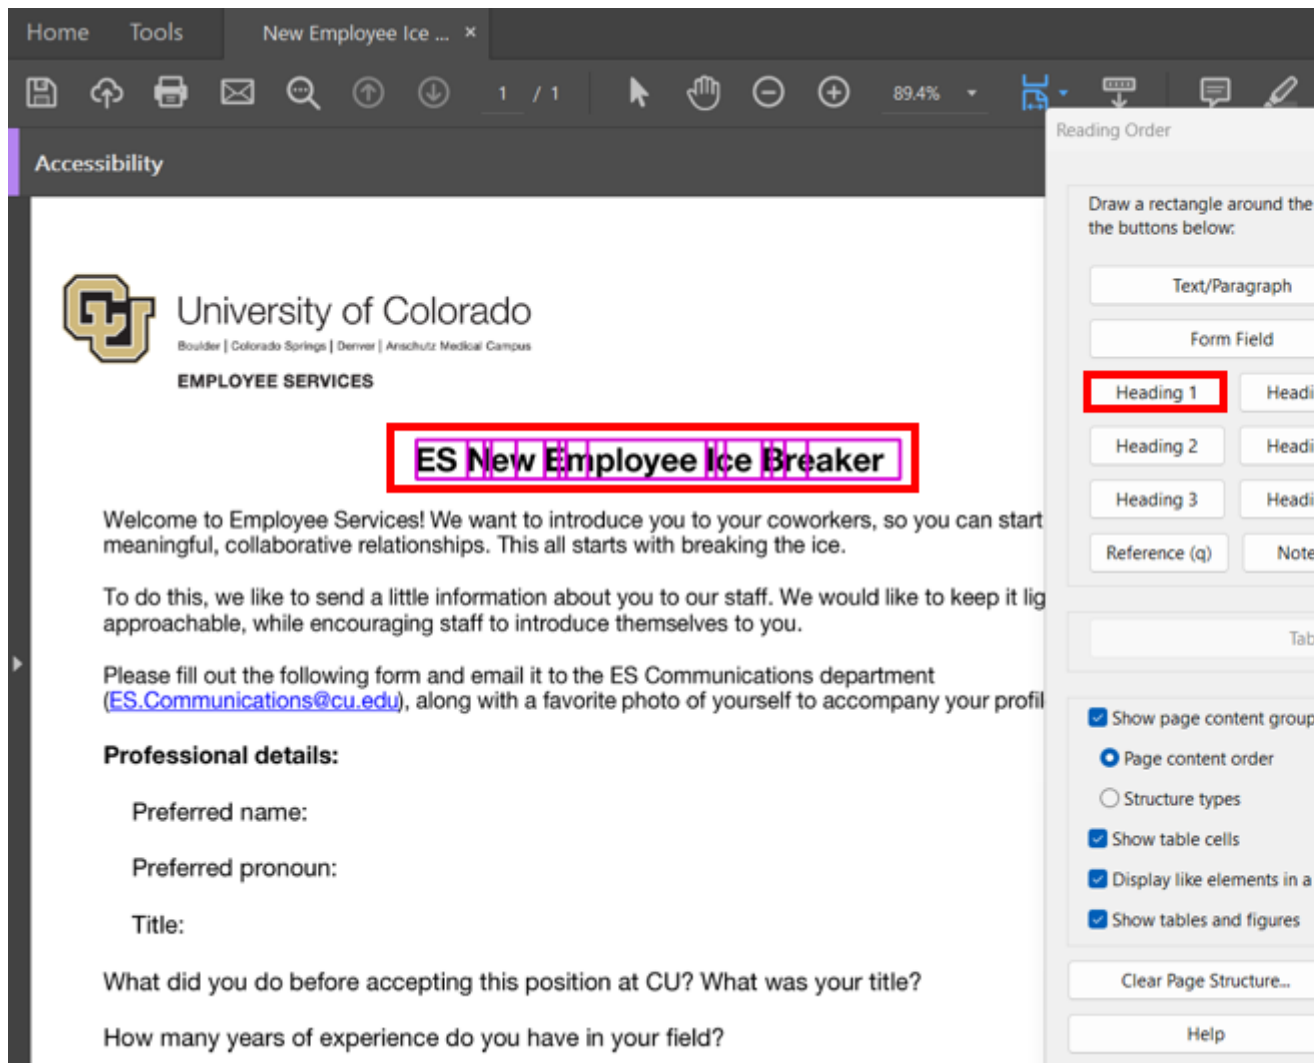 Home Tools New Employee Ice ... ×
1 / 1 89.4%
Accessibility
University of Colorado
Boulder | Colorado Springs | Denver | Anschutz Medical Campus
EMPLOYEE SERVICES
ES New Employee Ice Breaker
Welcome to Employee Services! We want to introduce you to your coworkers, so you can start
meaningful, collaborative relationships. This all starts with breaking the ice.
To do this, we like to send a little information about you to our staff. We would like to keep it lig
approachable, while encouraging staff to introduce themselves to you.
Please fill out the following form and email it to the ES Communications department
(ES.Communications@cu.edu), along with a favorite photo of yourself to accompany your profil
Professional details:
Preferred name:
Preferred pronoun:
Title:
What did you do before accepting this position at CU? What was your title?
How many years of experience do you have in your field?
Reading Order
Draw a rectangle around the
the buttons below:
Text/Paragraph
Form Field
Heading 1 Headi
Heading 2 Headi
Heading 3 Headi
Reference (q) Note
Tab
Show page content group
Page content order
Structure types
Show table cells
Display like elements in a
Show tables and figures
Clear Page Structure...
Help